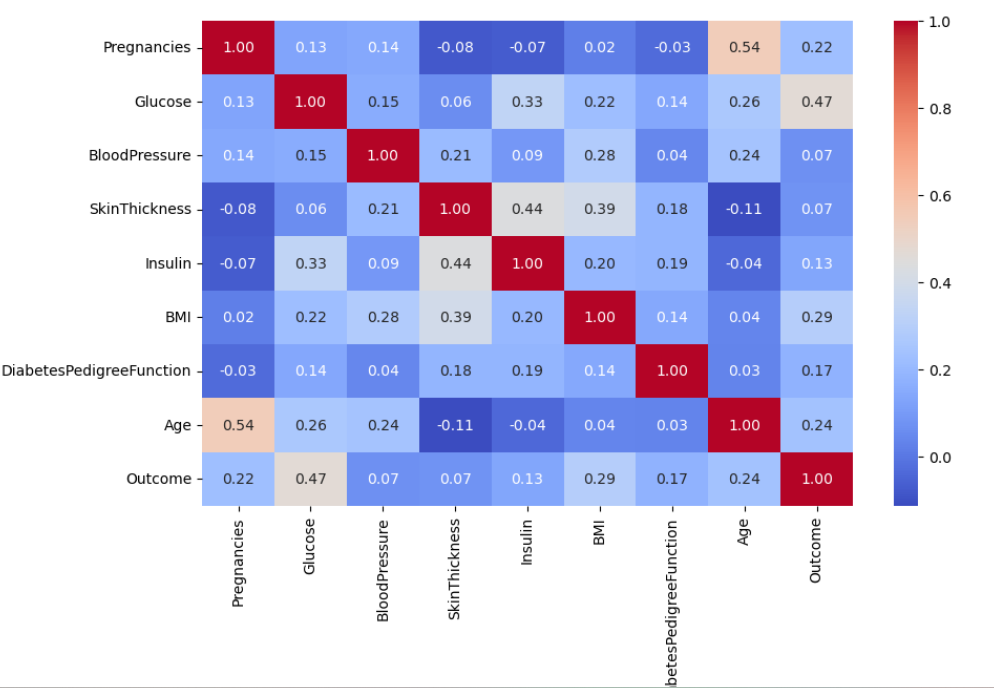 Pregnancies 1.00 0.13 0.14 -0.08 -0.07 0.02 -0.03 0.54 0.22
Glucose 0.13 1.00 0.15 0.06 0.33 0.22 0.14 0.26 0.47
BloodPressure 0.14 0.15 1.00 0.21 0.09 0.28 0.04 0.24 0.07
SkinThickness -0.08 0.06 0.21 1.00 0.44 0.39 0.18 -0.11 0.07
Insulin -0.07 0.33 0.09 0.44 1.00 0.20 0.19 -0.04 0.13
BMI 0.02 0.22 0.28 0.39 0.20 1.00 0.14 0.04 0.29
DiabetesPedigreeFunction -0.03 0.14 0.04 0.18 0.19 0.14 1.00 0.03 0.17
Age 0.54 0.26 0.24 -0.11 -0.04 0.04 0.03 1.00 0.24
Outcome 0.22 0.47 0.07 0.07 0.13 0.29 0.17 0.24 1.00
Pregnancies
Glucose
BloodPressure
SkinThickness
Insulin
BMI
betesPedigreeFunction
Age
Outcome
1.0
0.8
0.6
0.4
0.2
0.0